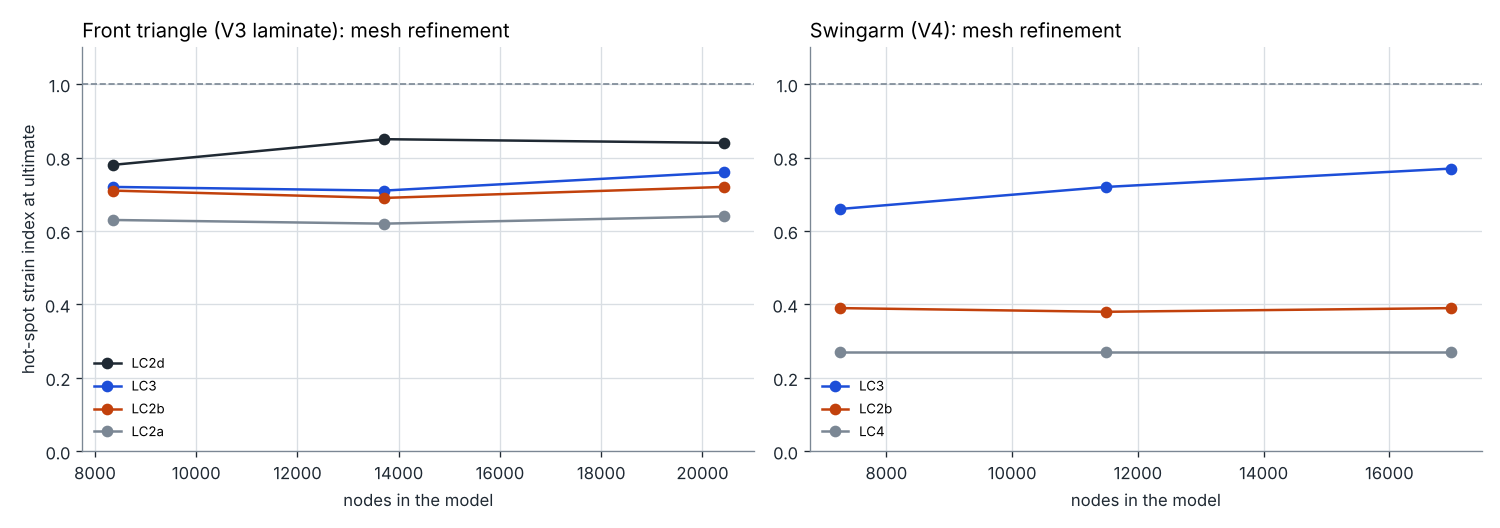 Front triangle (V3 laminate): mesh refinement
hot-spot strain index at ultimate
1.0
0.8
0.6
0.4
0.2
0.0
LC2d
LC3
LC2b
LC2a
8000 10000 12000 14000 16000 18000 20000
nodes in the model
Swingarm (V4): mesh refinement
1.0
0.8
0.6
0.4
0.2
0.0
LC3
LC2b
LC4
8000 10000 12000 14000 16000
nodes in the model